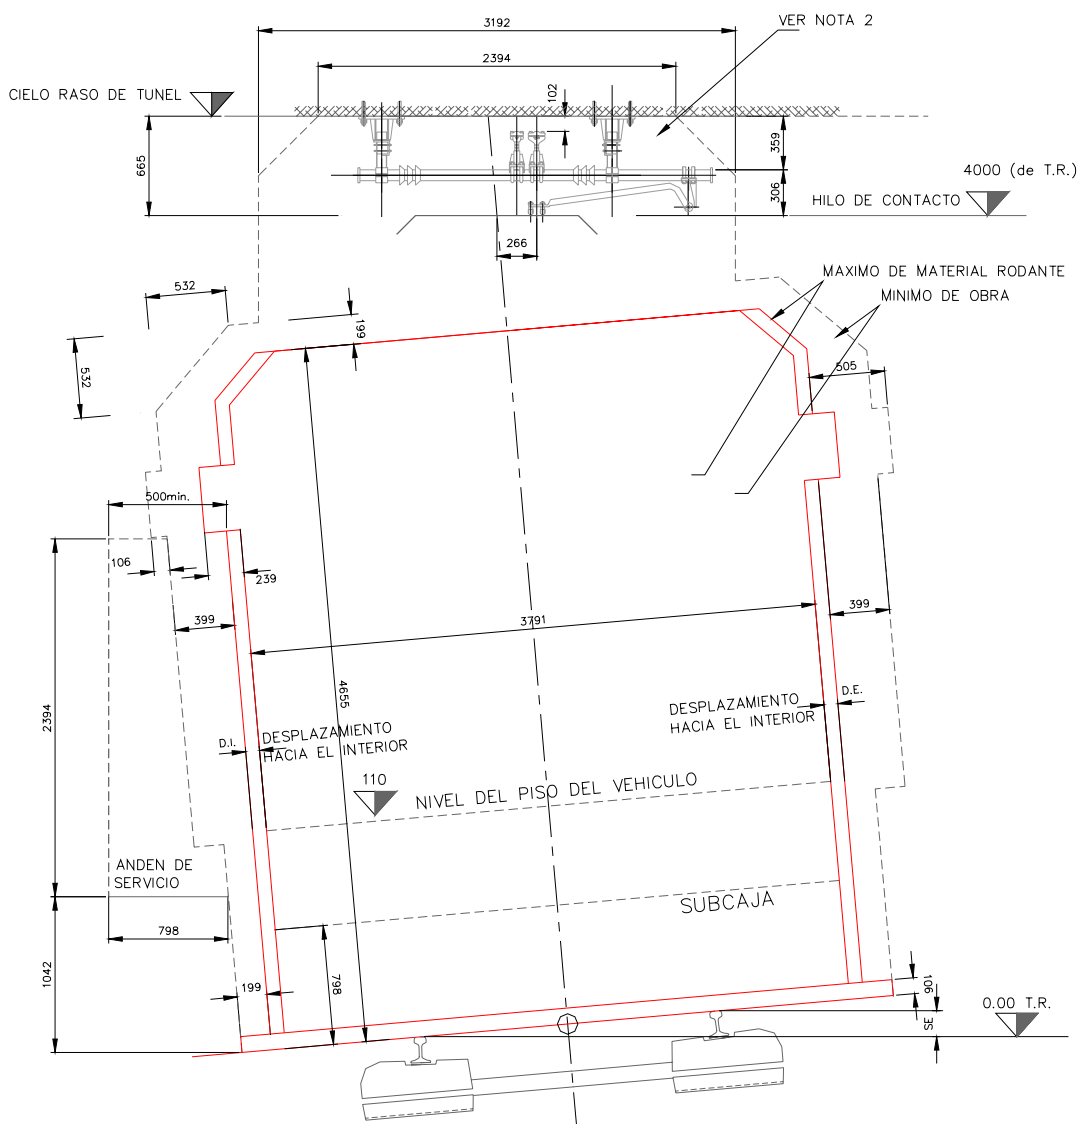 3192
VER NOTA 2
2394
CIELO RASO DE TUNEL
102
665
359
306
4000 (de T.R.)
HILO DE CONTACTO
266
MAXIMO DE MATERIAL RODANTE
532
MINIMO DE OBRA
199
532
505
500min.
106
239
399
3791
399
2394
4655
D.I.
DESPLAZAMIENTO
HACIA EL INTERIOR
DESPLAZAMIENTO
HACIA EL INTERIOR
D.E.
110
NIVEL DEL PISO DEL VEHICULO
ANDEN DE
SERVICIO
SUBCAJA
798
1042
199
798
106
SE
0.00 T.R.